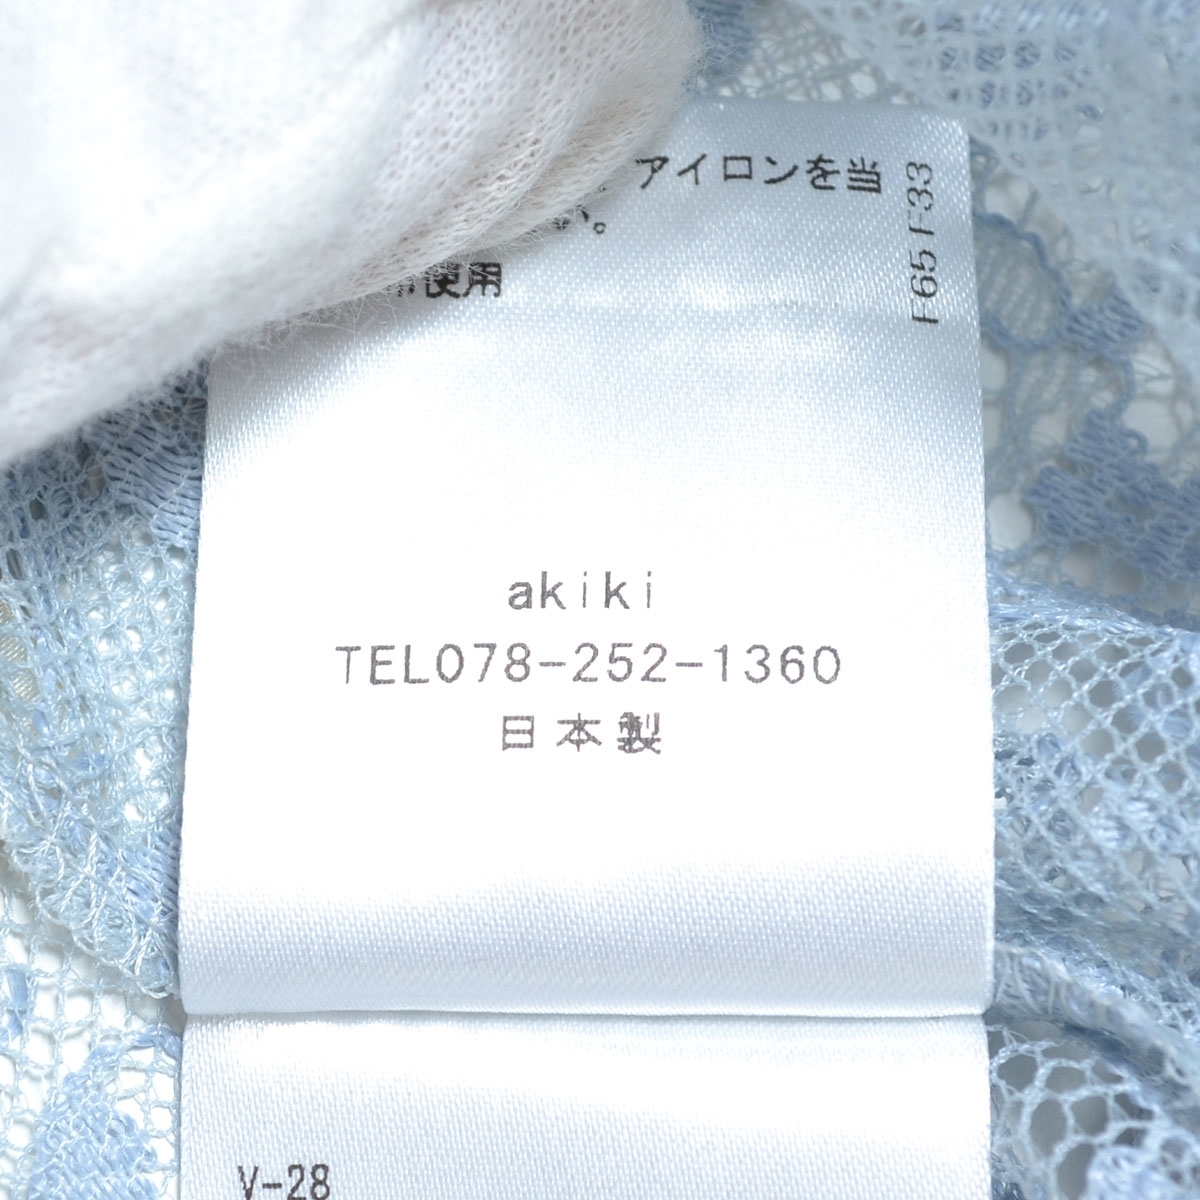 アイロンを当
い。
使用
F65 F33
akiki
TEL078-252-1360
日本製
V-28